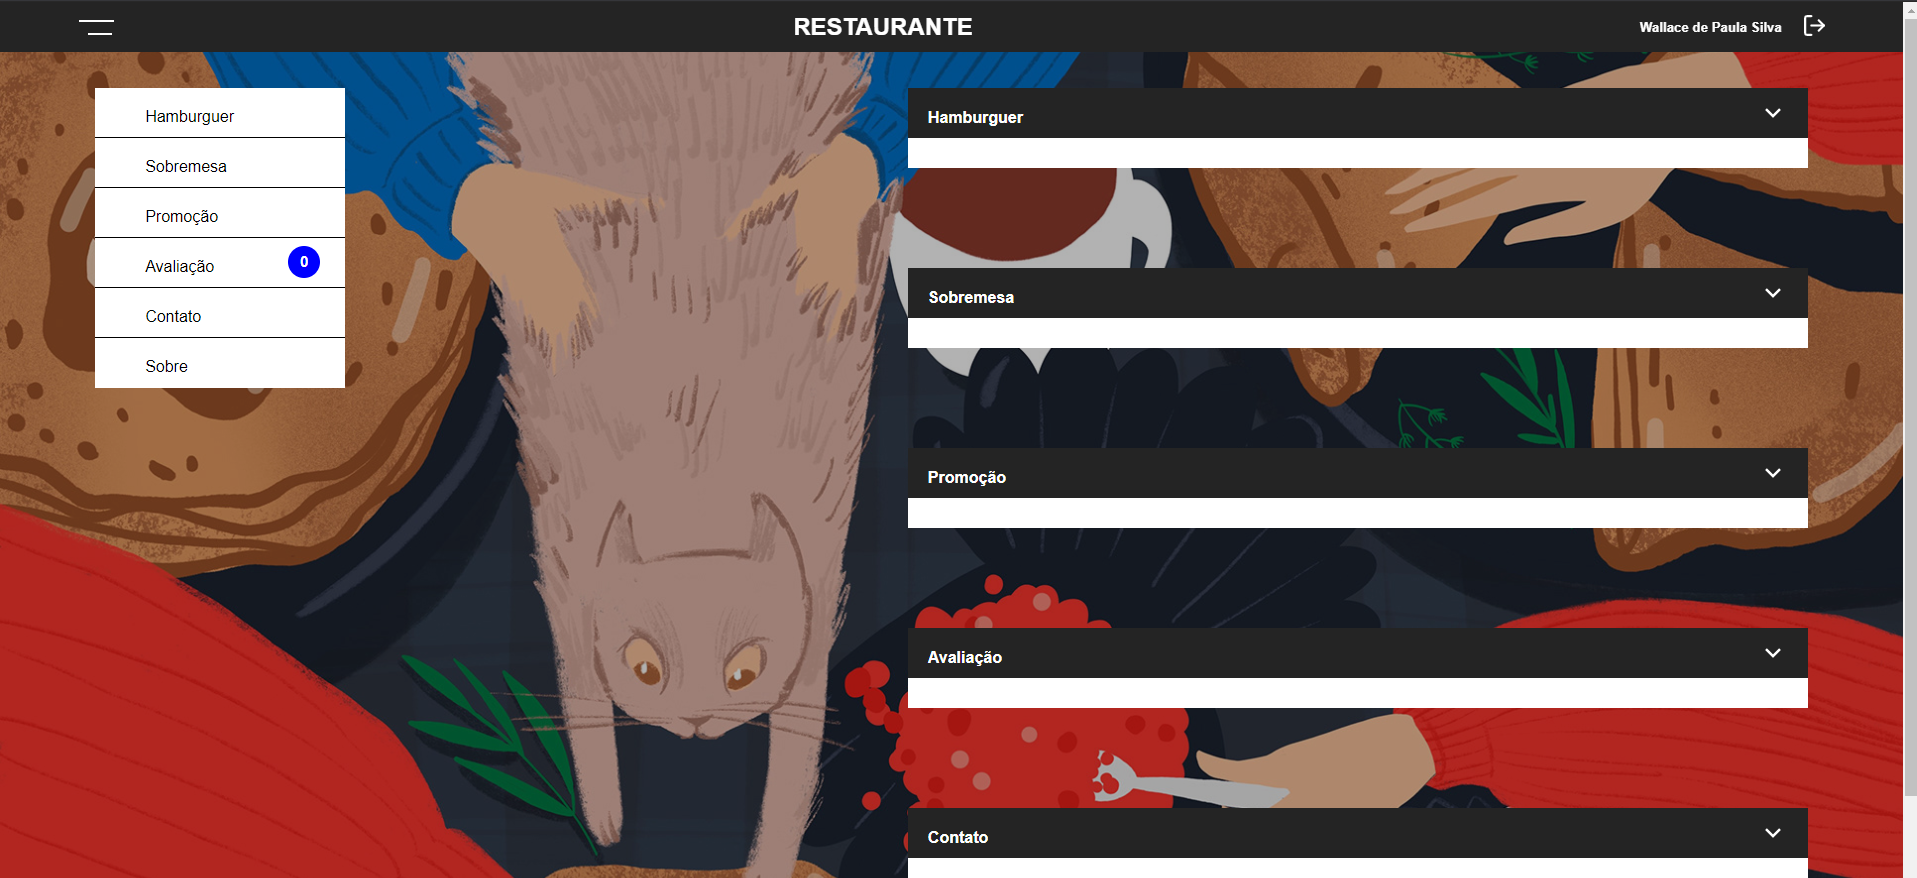 RESTAURANTE
Wallace de Paula Silva
Hamburguer
Sobremesa
Promoção
Avaliação 0
Contato
Sobre
Hamburguer
Sobremesa
Promoção
Avaliação
Contato